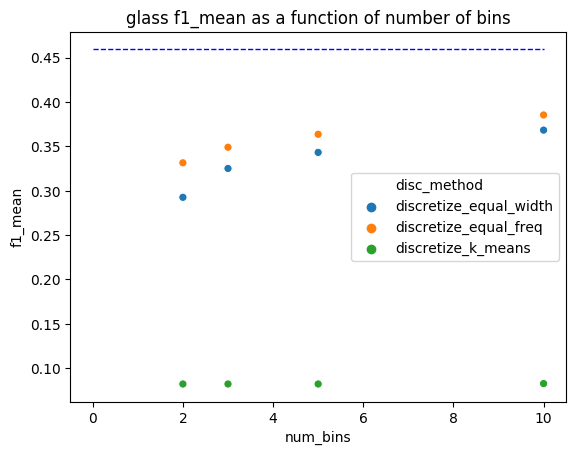 glass f1_mean as a function of number of bins
0.45
0.40
0.35
0.30
0.25
0.20
0.15
0.10
f1_mean
disc_method
discretize_equal_width
discretize_equal_freq
discretize_k_means
0 2 4 6 8 10
num_bins